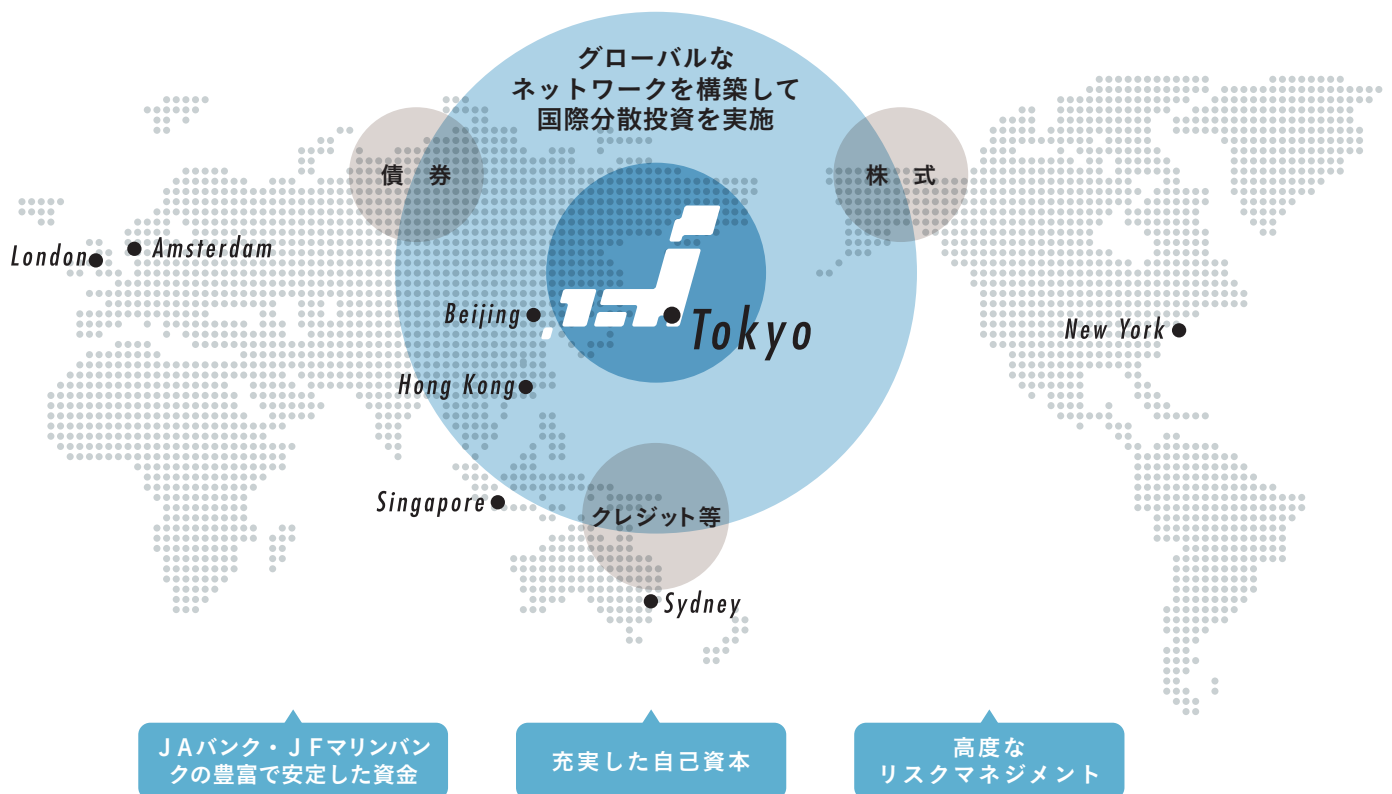 グローバルな
ネットワークを構築して
国際分散投資を実施
債 券
株 式
London
Amsterdam
Beijing
Tokyo
New York
Hong Kong
Singapore
クレジット等
Sydney
ＪＡバンク・ＪＦマリンバン
クの豊富で安定した資金
充実した自己資本
高度な
リスクマネジメント